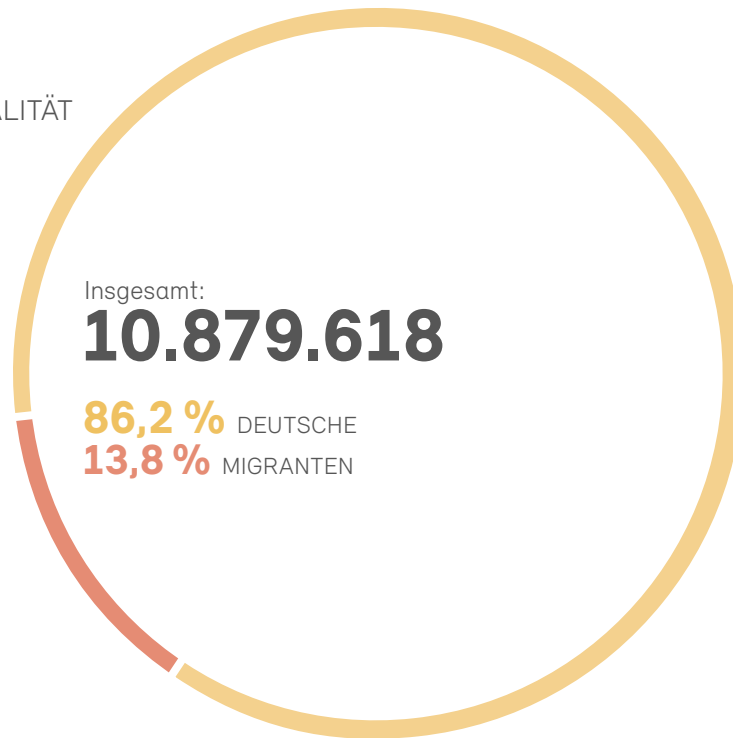 ALITÄT
Insgesamt:
10.879.618
86,2 % DEUTSCHE
13,8 % MIGRANTEN